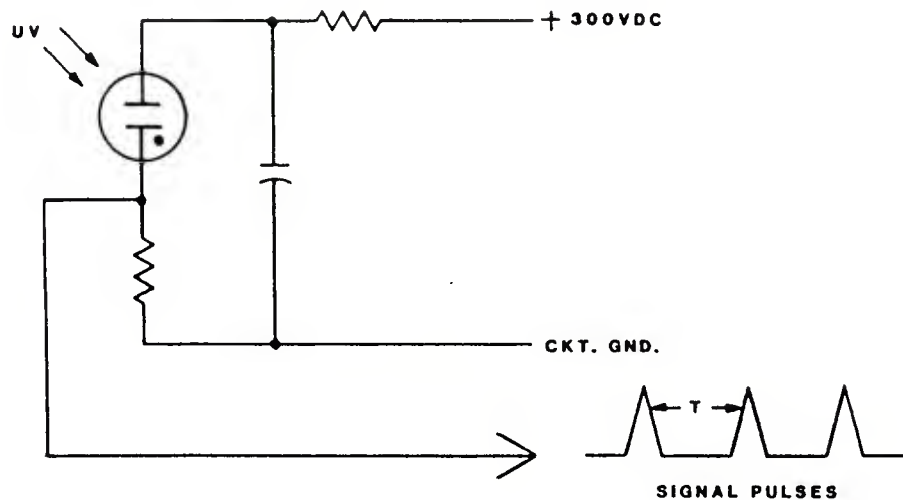 UV
+ 300VDC
CKT. GND.
T
SIGNAL PULSES